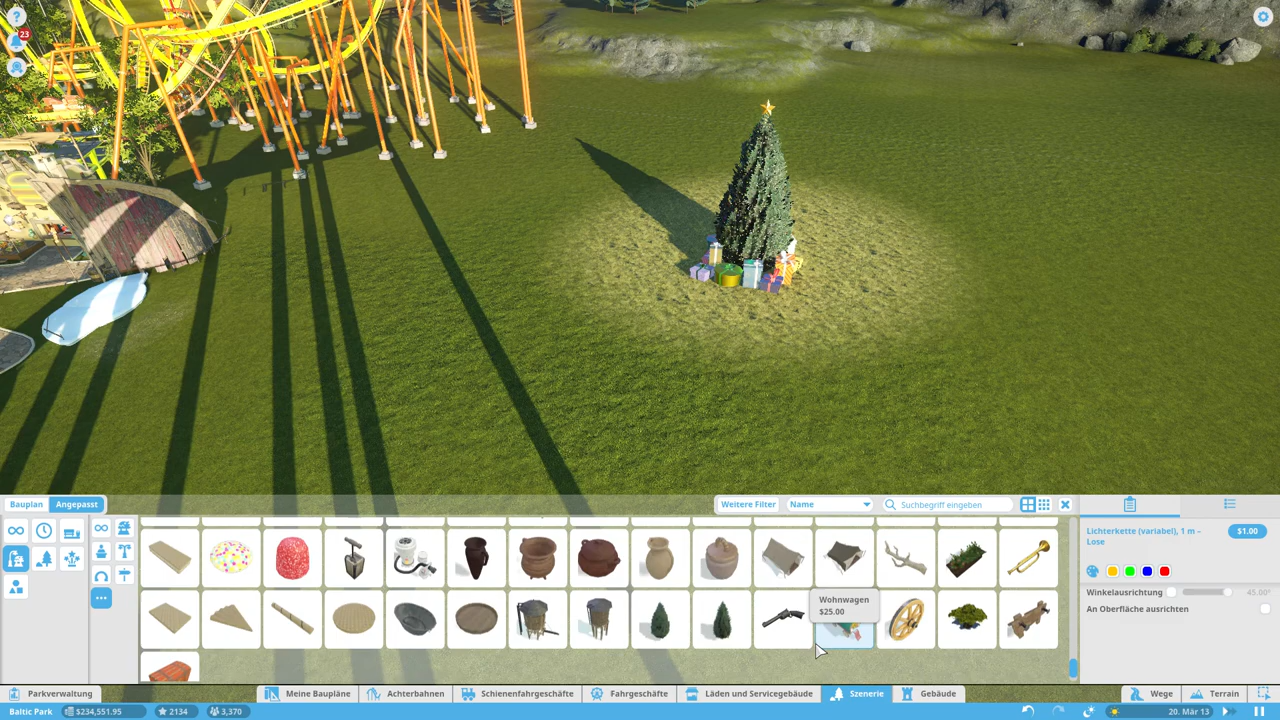 ?
23
Bauplan
Angepasst
Weitere Filter
Name
Suchbegriff eingeben
Lichterkette (variabel), 1 m –
Lose
$1.00
Winkelausrichtung
45.00°
An Oberfläche ausrichten
Wohnwagen
$25.00
Parkverwaltung
Meine Baupläne
Achterbahnen
Schienenfahrgeschäfte
Fahrgeschäfte
Läden und Servicegebäude
Szenerie
Gebäude
Wege
Terrain
Baltic Park
$234,551.95
2134
3,370
20. Mär 13